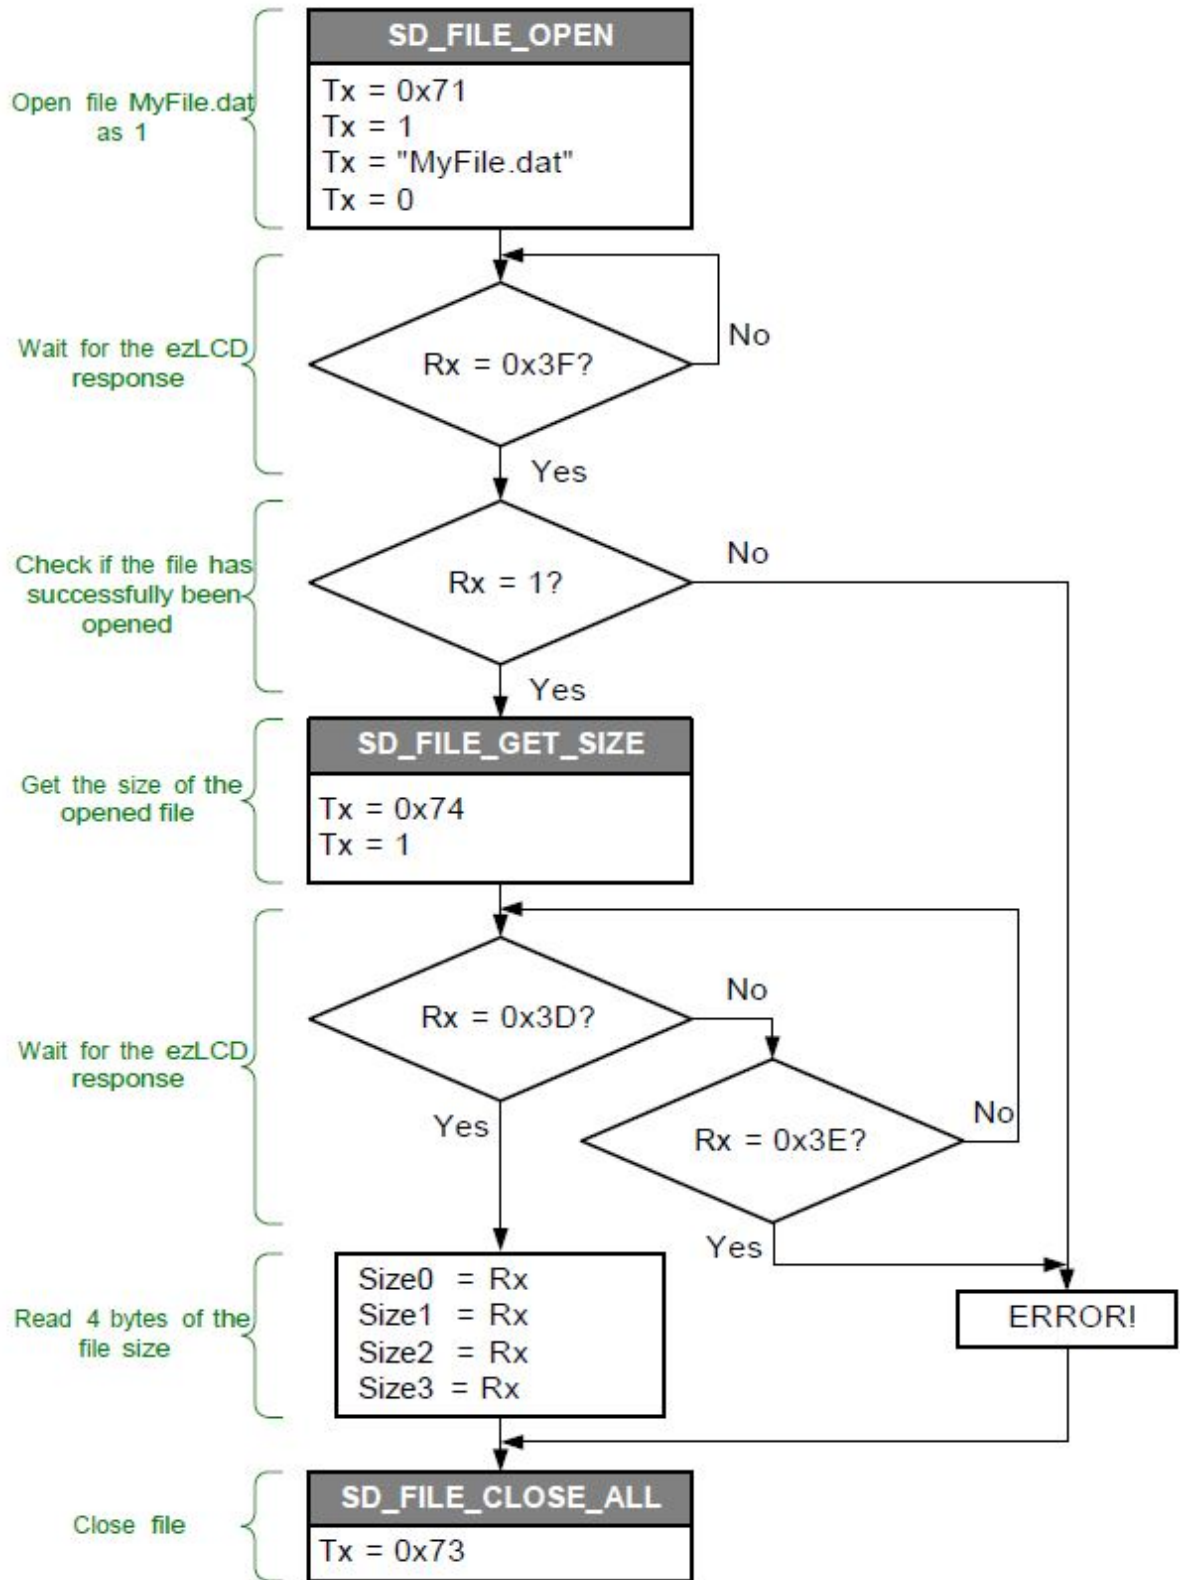 SD_FILE_OPEN
Open file MyFile.dat
as 1
Tx = 0x71
Tx = 1
Tx = "MyFile.dat"
Tx = 0
Wait for the ezLCD
response
Rx = 0x3F?
No
Yes
Check if the file has
successfully been
opened
Rx = 1?
No
Yes
SD_FILE_GET_SIZE
Get the size of the
opened file
Tx = 0x74
Tx = 1
Wait for the ezLCD
response
Rx = 0x3D?
No
Yes
Rx = 0x3E?
No
Yes
Read 4 bytes of the
file size
Size0 = Rx
Size1 = Rx
Size2 = Rx
Size3 = Rx
ERROR!
SD_FILE_CLOSE_ALL
Close file
Tx = 0x73